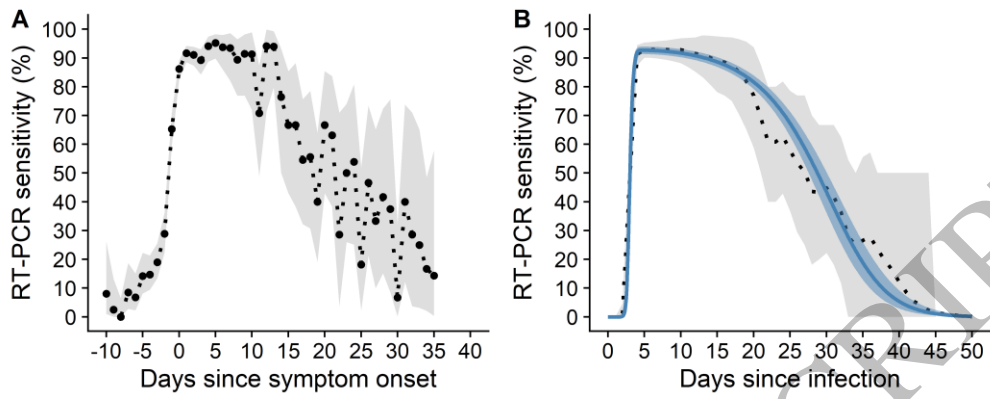 A
RT-PCR sensitivity (%)
100
90
80
70
60
50
40
30
20
10
0
-10 -5 0 5 10 15 20 25 30 35 40
Days since symptom onset
B
RT-PCR sensitivity (%)
100
90
80
70
60
50
40
30
20
10
0
0 5 10 15 20 25 30 35 40 45 50
Days since infection
CRIP